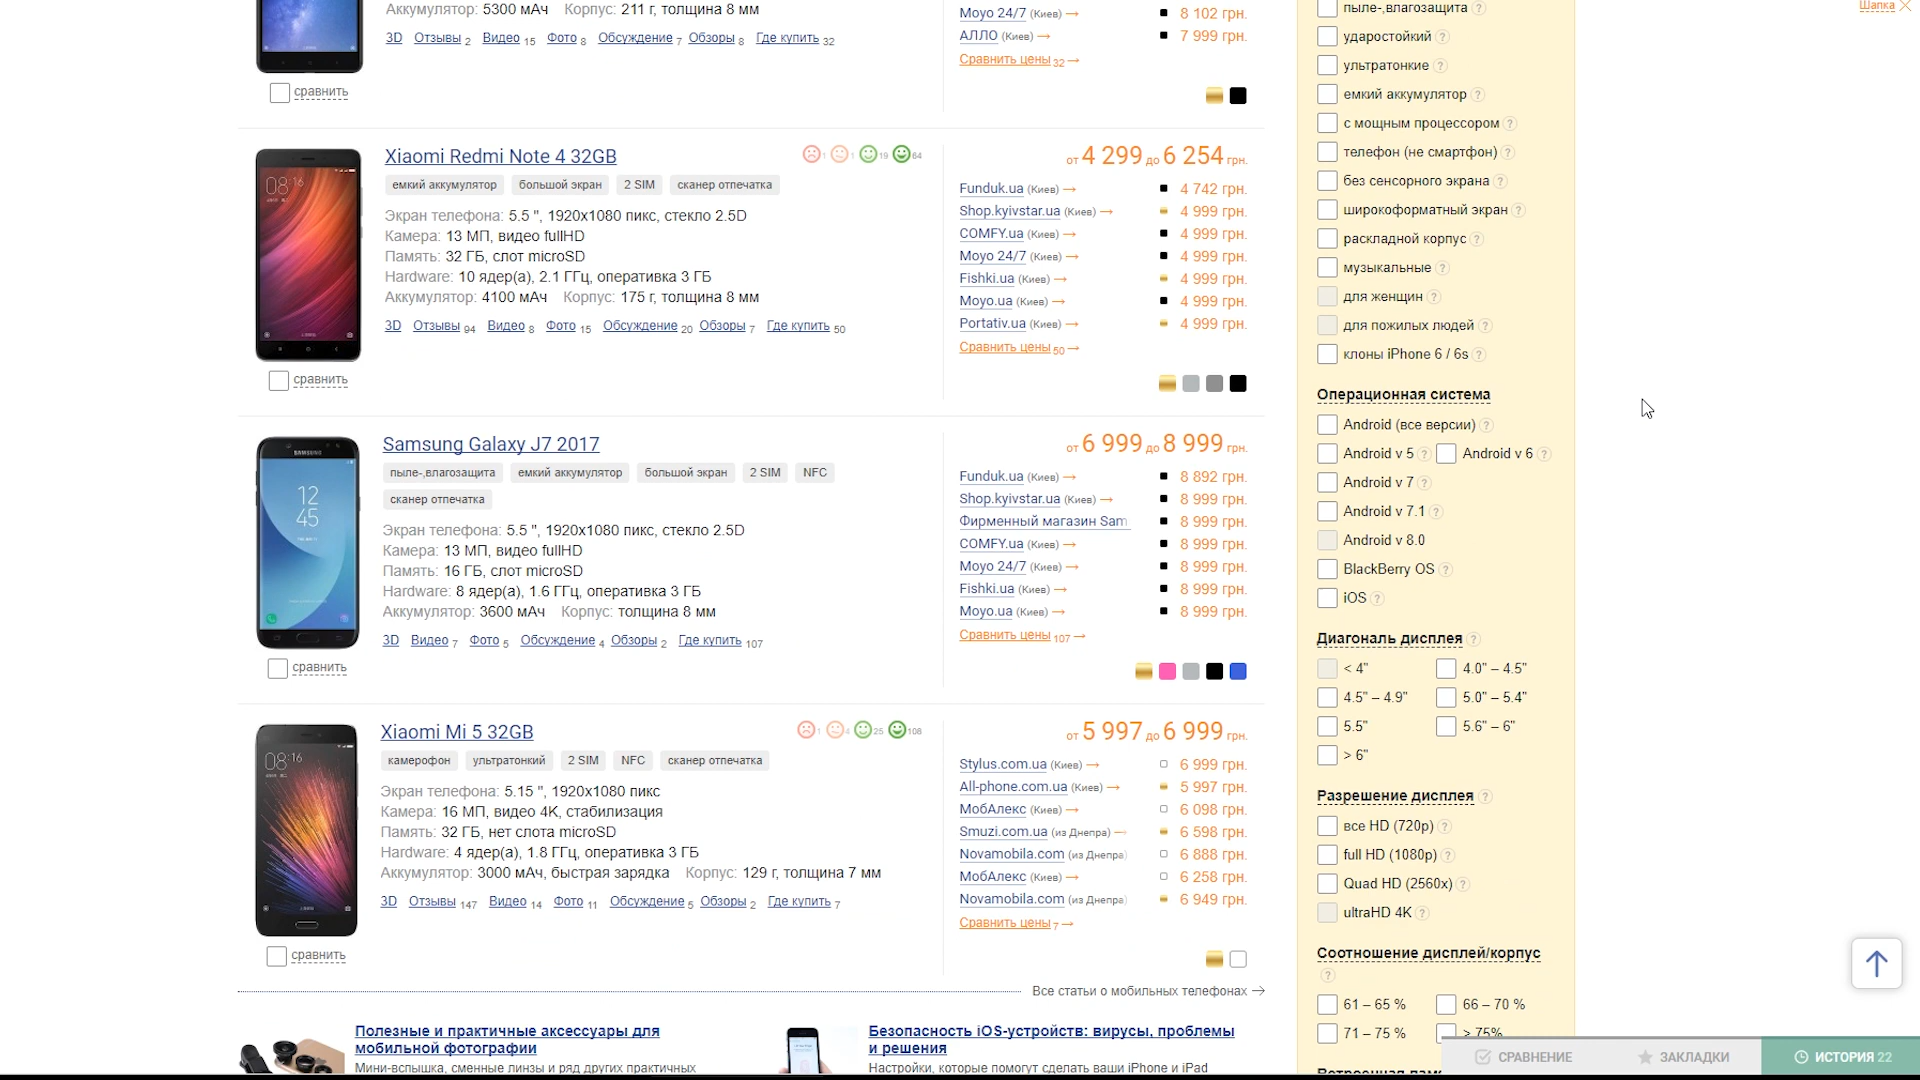 Аккумулятор: 5300 мАч Корпус: 211 г, толщина 8 мм
3D Отзывы 2 Видео 15 Фото 8 Обсуждение 7 Обзоры 8 Где купить 32
сравнить
Moyo 24/7 (Киев) → 8 102 грн.
АЛЛО (Киев) → 7 999 грн.
Сравнить цены 32 →
Xiaomi Redmi Note 4 32GB
1 1 19 64
емкий аккумулятор большой экран 2 SIM сканер отпечатка
Экран телефона: 5.5 ", 1920x1080 пикс, стекло 2.5D
Камера: 13 МП, видео fullHD
Память: 32 ГБ, слот microSD
Hardware: 10 ядер(а), 2.1 ГГц, оперативка 3 ГБ
Аккумулятор: 4100 мАч Корпус: 175 г, толщина 8 мм
3D Отзывы 94 Видео 8 Фото 15 Обсуждение 20 Обзоры 7 Где купить 50
08:16
сравнить
от 4 299 до 6 254 грн.
Funduk.ua (Киев) → 4 742 грн.
Shop.kyivstar.ua (Киев) → 4 999 грн.
COMFY.ua (Киев) → 4 999 грн.
Moyo 24/7 (Киев) → 4 999 грн.
Fishki.ua (Киев) → 4 999 грн.
Moyo.ua (Киев) → 4 999 грн.
Portativ.ua (Киев) → 4 999 грн.
Сравнить цены 50 →
Samsung Galaxy J7 2017
пыле-,влагозащита емкий аккумулятор большой экран 2 SIM NFC
сканер отпечатка
Экран телефона: 5.5 ", 1920x1080 пикс, стекло 2.5D
Камера: 13 МП, видео fullHD
Память: 16 ГБ, слот microSD
Hardware: 8 ядер(а), 1.6 ГГц, оперативка 3 ГБ
Аккумулятор: 3600 мАч Корпус: толщина 8 мм
3D Видео 7 Фото 5 Обсуждение 4 Обзоры 2 Где купить 107
SAMSUNG
12
45
сравнить
от 6 999 до 8 999 грн.
Funduk.ua (Киев) → 8 892 грн.
Shop.kyivstar.ua (Киев) → 8 999 грн.
Фирменный магазин Sam 8 999 грн.
COMFY.ua (Киев) → 8 999 грн.
Moyo 24/7 (Киев) → 8 999 грн.
Fishki.ua (Киев) → 8 999 грн.
Moyo.ua (Киев) → 8 999 грн.
Сравнить цены 107 →
Xiaomi Mi 5 32GB
1 4 25 108
камерофон ультратонкий 2 SIM NFC сканер отпечатка
Экран телефона: 5.15 ", 1920x1080 пикс
Камера: 16 МП, видео 4K, стабилизация
Память: 32 ГБ, нет слота microSD
Hardware: 4 ядер(а), 1.8 ГГц, оперативка 3 ГБ
Аккумулятор: 3000 мАч, быстрая зарядка Корпус: 129 г, толщина 7 мм
3D Отзывы 147 Видео 14 Фото 11 Обсуждение 5 Обзоры 2 Где купить 7
08:16
сравнить
от 5 997 до 6 999 грн.
Stylus.com.ua (Киев) → 6 999 грн.
All-phone.com.ua (Киев) → 5 997 грн.
МобАлекс (Киев) → 6 098 грн.
Smuzi.com.ua (из Днепра) → 6 598 грн.
Novamobila.com (из Днепра) 6 888 грн.
МобАлекс (Киев) → 6 258 грн.
Novamobila.com (из Днепра) 6 949 грн.
Сравнить цены 7 →
Все статьи о мобильных телефонах →
Полезные и практичные аксессуары для
мобильной фотографии
Мини-вспышка, сменные линзы и ряд других практичных
Безопасность iOS-устройств: вирусы, проблемы
и решения
Настройки, которые помогут сделать ваши iPhone и iPad
пыле-,влагозащита ?
ударостойкий ?
ультратонкие ?
емкий аккумулятор ?
с мощным процессором ?
телефон (не смартфон) ?
без сенсорного экрана ?
широкоформатный экран ?
раскладной корпус ?
музыкальные ?
для женщин ?
для пожилых людей ?
клоны iPhone 6 / 6s ?
Операционная система
Android (все версии) ?
Android v 5 ? Android v 6 ?
Android v 7 ?
Android v 7.1 ?
Android v 8.0
BlackBerry OS ?
iOS ?
Диагональ дисплея ?
< 4" 4.0" – 4.5"
4.5" – 4.9" 5.0" – 5.4"
5.5" 5.6" – 6"
> 6"
Разрешение дисплея ?
все HD (720p) ?
full HD (1080p) ?
Quad HD (2560x) ?
ultraHD 4K ?
Соотношение дисплей/корпус
?
61 – 65 % 66 – 70 %
71 – 75 % > 75%
Шапка
СРАВНЕНИЕ ЗАКЛАДКИ ИСТОРИЯ 22